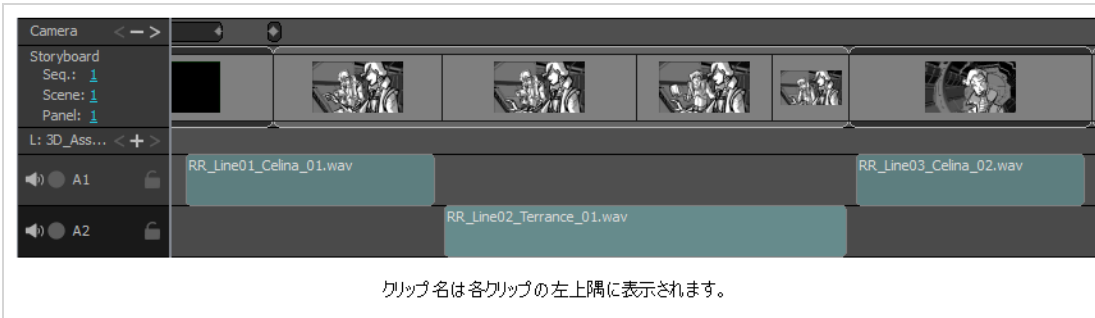 Camera
Storyboard
Seq.: 1
Scene: 1
Panel: 1
L: 3D_Ass...
A1
RR_Line01_Celina_01.wav
RR_Line03_Celina_02.wav
A2
RR_Line02_Terrance_01.wav
クリップ名は各クリップの左上隅に表示されます。